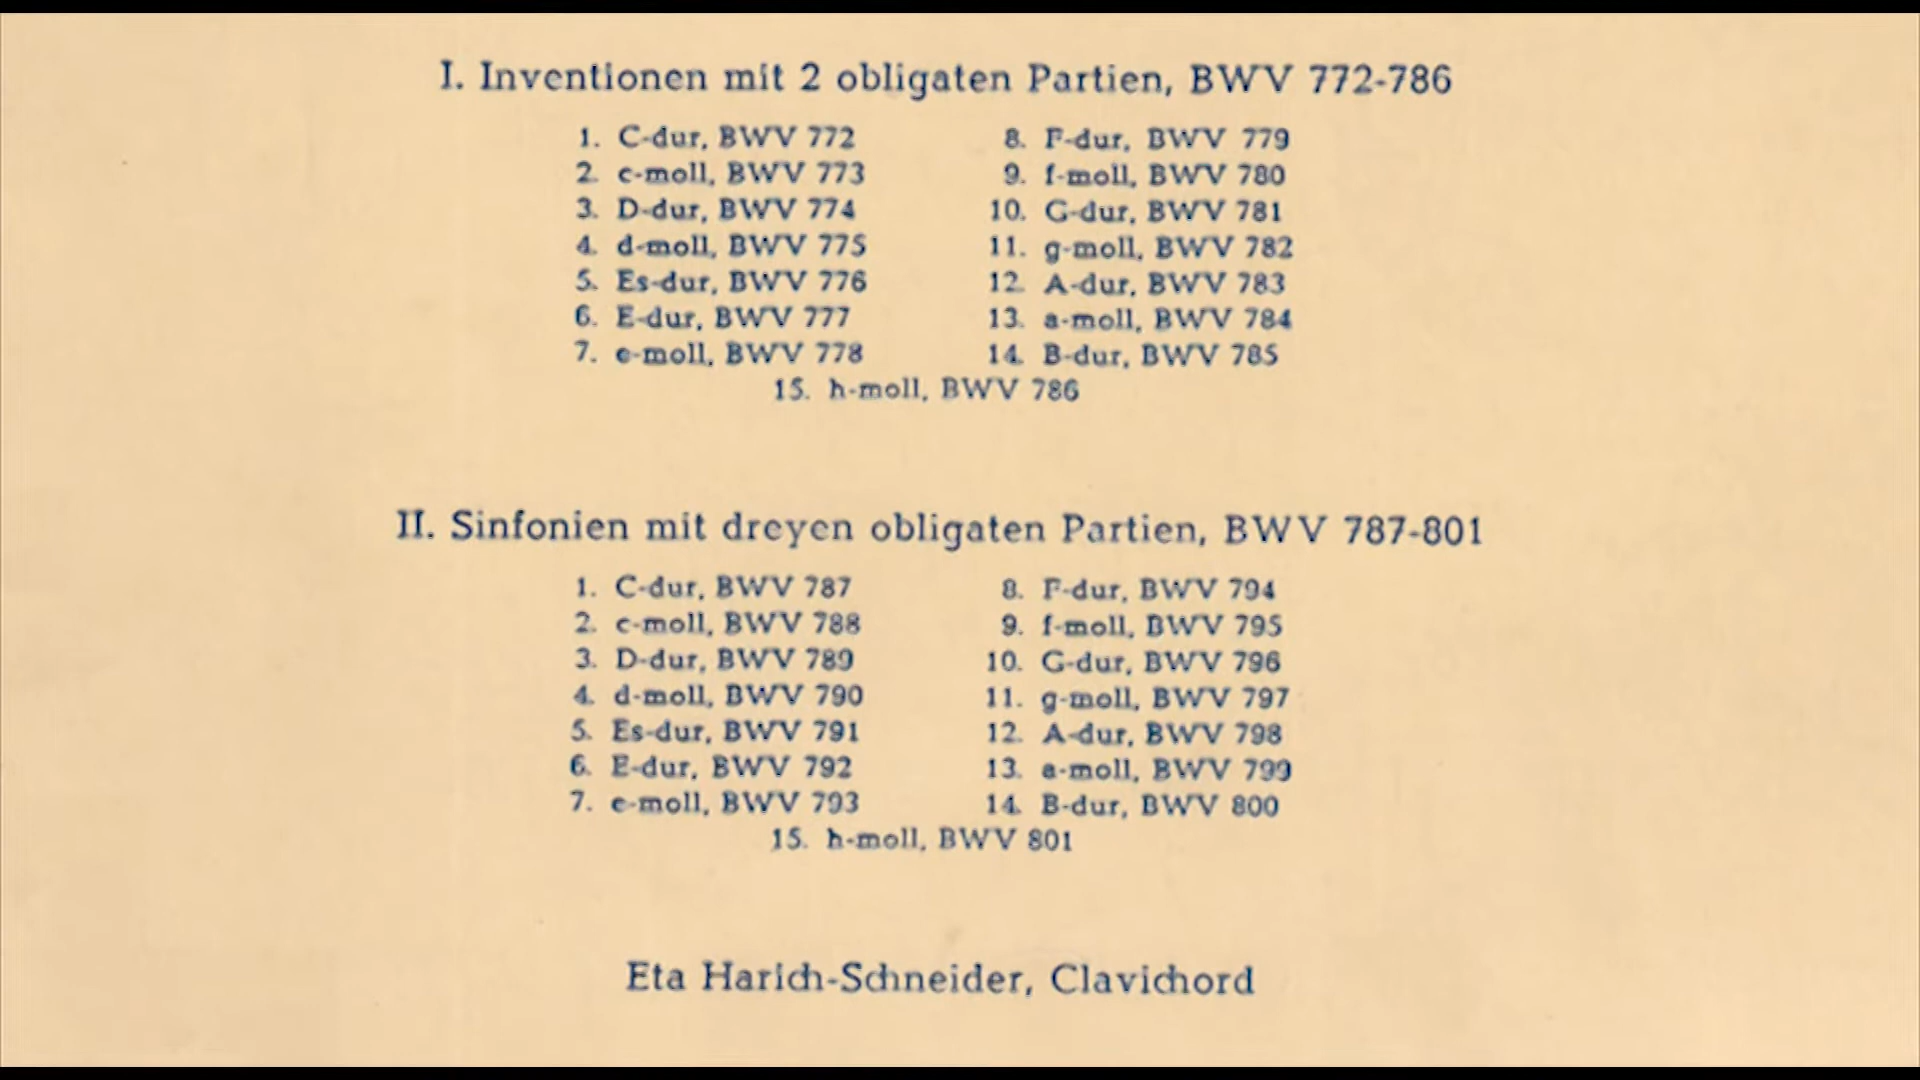 I. Inventionen mit 2 obligaten Partien, BWV 772-786
1. C-dur, BWV 772
2. c-moll, BWV 773
3. D-dur, BWV 774
4. d-moll, BWV 775
5. Es-dur, BWV 776
6. E-dur, BWV 777
7. e-moll, BWV 778
8. F-dur, BWV 779
9. f-moll, BWV 780
10. G-dur, BWV 781
11. g-moll, BWV 782
12. A-dur, BWV 783
13. a-moll, BWV 784
14. B-dur, BWV 785
15. h-moll, BWV 786
II. Sinfonien mit dreyen obligaten Partien, BWV 787-801
1. C-dur, BWV 787
2. c-moll, BWV 788
3. D-dur, BWV 789
4. d-moll, BWV 790
5. Es-dur, BWV 791
6. E-dur, BWV 792
7. e-moll, BWV 793
8. F-dur, BWV 794
9. f-moll, BWV 795
10. G-dur, BWV 796
11. g-moll, BWV 797
12. A-dur, BWV 798
13. a-moll, BWV 799
14. B-dur, BWV 800
15. h-moll, BWV 801
Eta Harich-Schneider, Clavichord